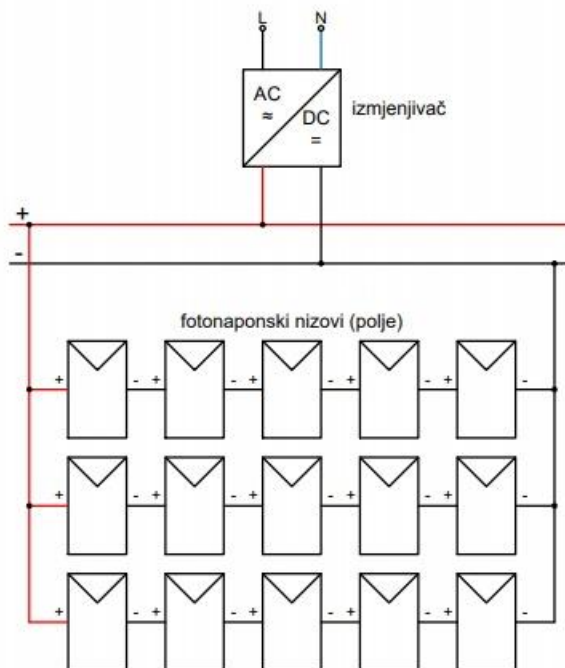 L N
AC
≈
DC
=
izmjenjivač
+
-
fotonaponski nizovi (polje)
+ - + - + - + - + -
+ - + - + - + - + -
+ - + - + - + - + -